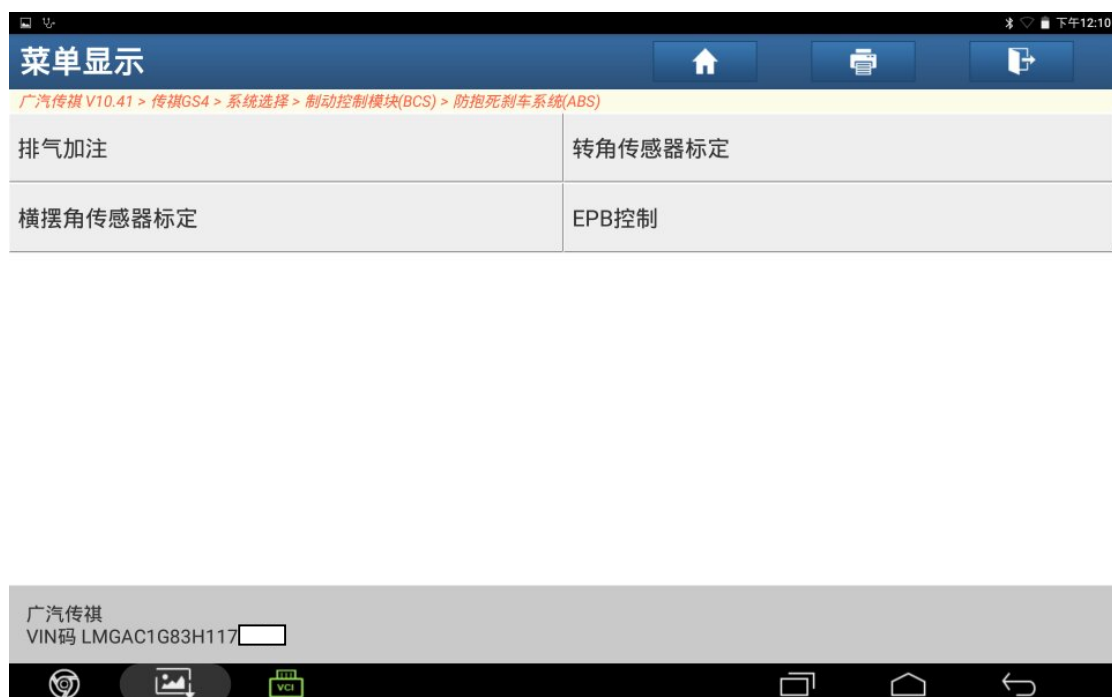 下午12:10
菜单显示
广汽传祺 V10.41 > 传祺GS4 > 系统选择 > 制动控制模块(BCS) > 防抱死刹车系统(ABS)
排气加注
转角传感器标定
横摆角传感器标定
EPB控制
广汽传祺
VIN码 LMGAC1G83H117
VCI